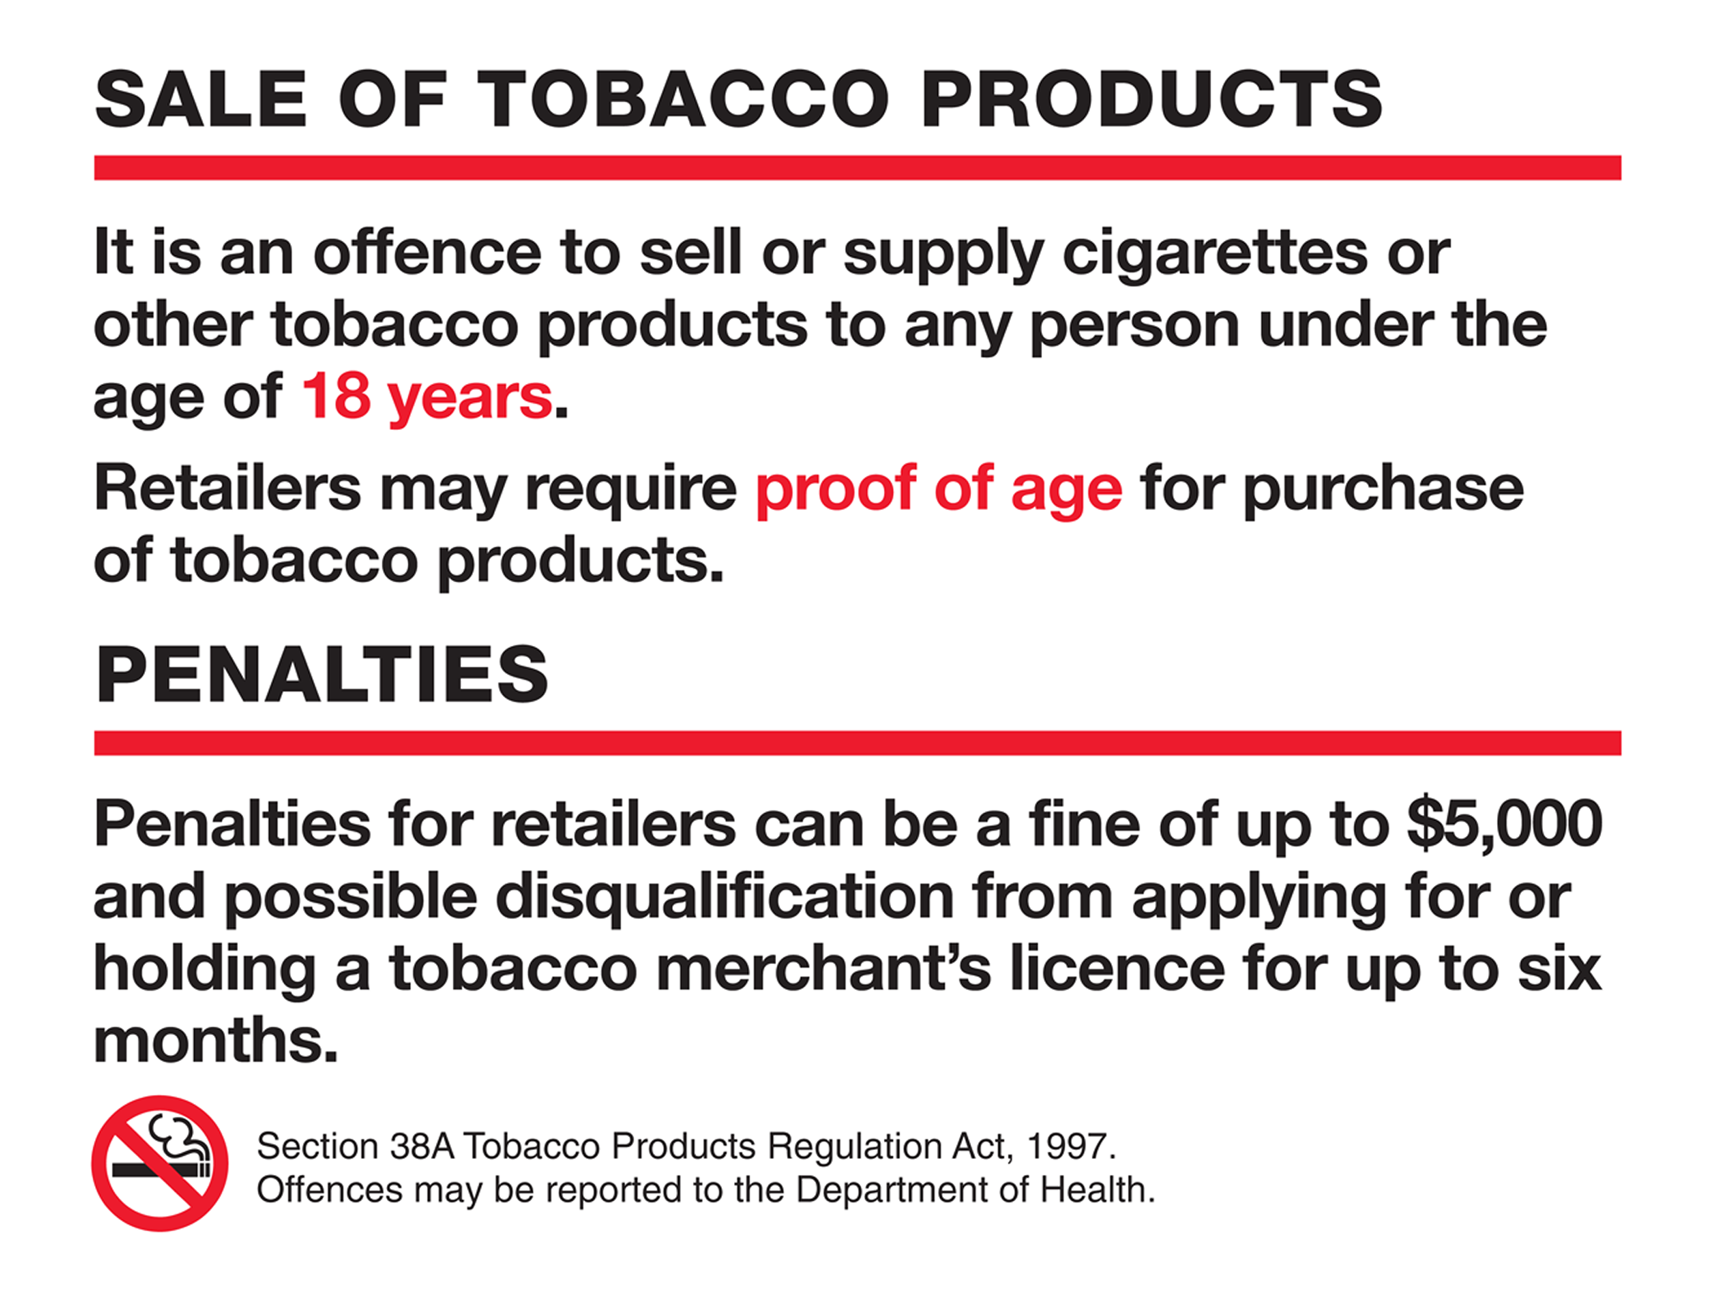 SALE OF TOBACCO PRODUCTS
It is an offence to sell or supply cigarettes or
other tobacco products to any person under the
age of 18 years.
Retailers may require proof of age for purchase
of tobacco products.
PENALTIES
Penalties for retailers can be a fine of up to $5,000
and possible disqualification from applying for or
holding a tobacco merchant’s licence for up to six
months.
Section 38A Tobacco Products Regulation Act, 1997.
Offences may be reported to the Department of Health.